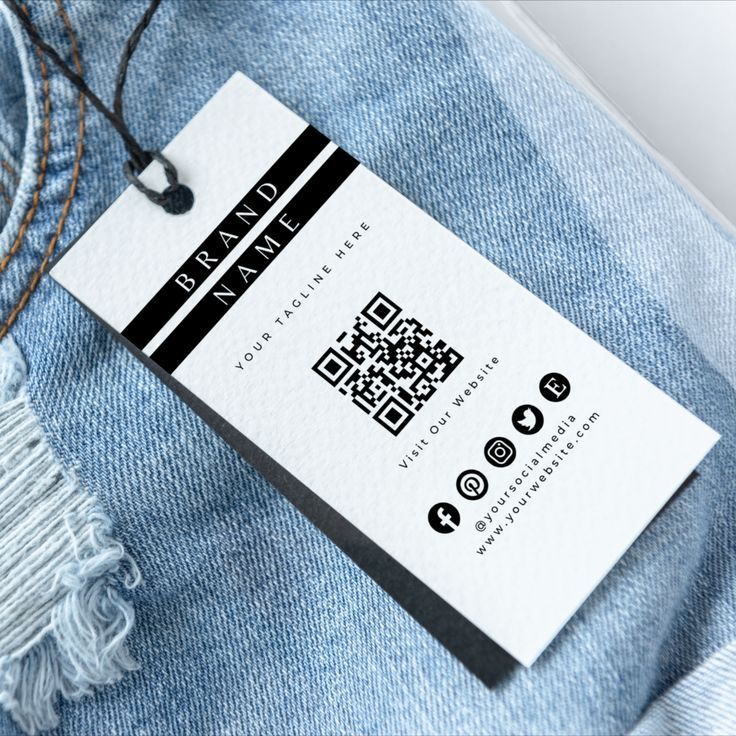 BRAND
NAME
YOUR TAGLINE HERE
Visit Our Website
E
@yoursocialmedia
www.yourwebsite.com